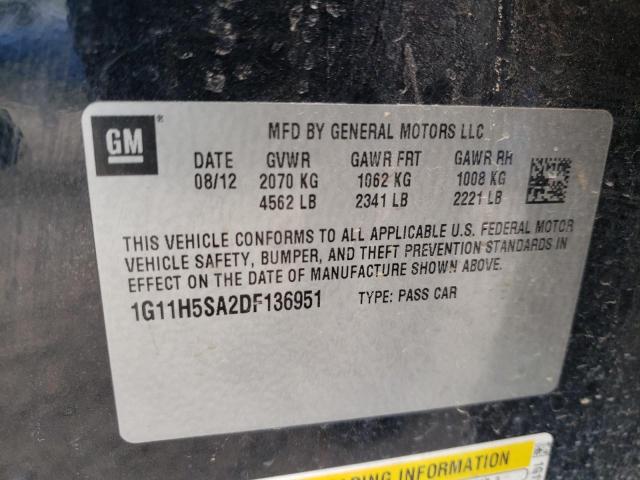 GM ®
MFD BY GENERAL MOTORS LLC
DATE GVWR GAWR FRT GAWR RR
08/12 2070 KG 1062 KG 1008 KG
4562 LB 2341 LB 2221 LB
THIS VEHICLE CONFORMS TO ALL APPLICABLE U.S. FEDERAL MOTOR
VEHICLE SAFETY, BUMPER, AND THEFT PREVENTION STANDARDS IN
EFFECT ON THE DATE OF MANUFACTURE SHOWN ABOVE.
1G11H5SA2DF136951 TYPE: PASS CAR
INFORMATION